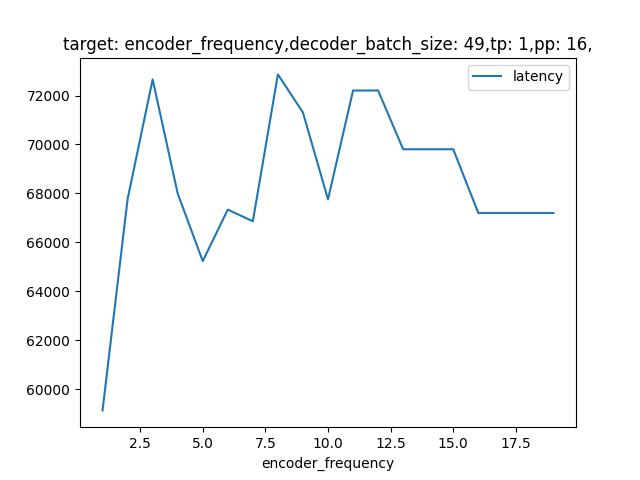 target: encoder_frequency,decoder_batch_size: 49,tp: 1,pp: 16,
latency
72000
70000
68000
66000
64000
62000
60000
2.5 5.0 7.5 10.0 12.5 15.0 17.5
encoder_frequency